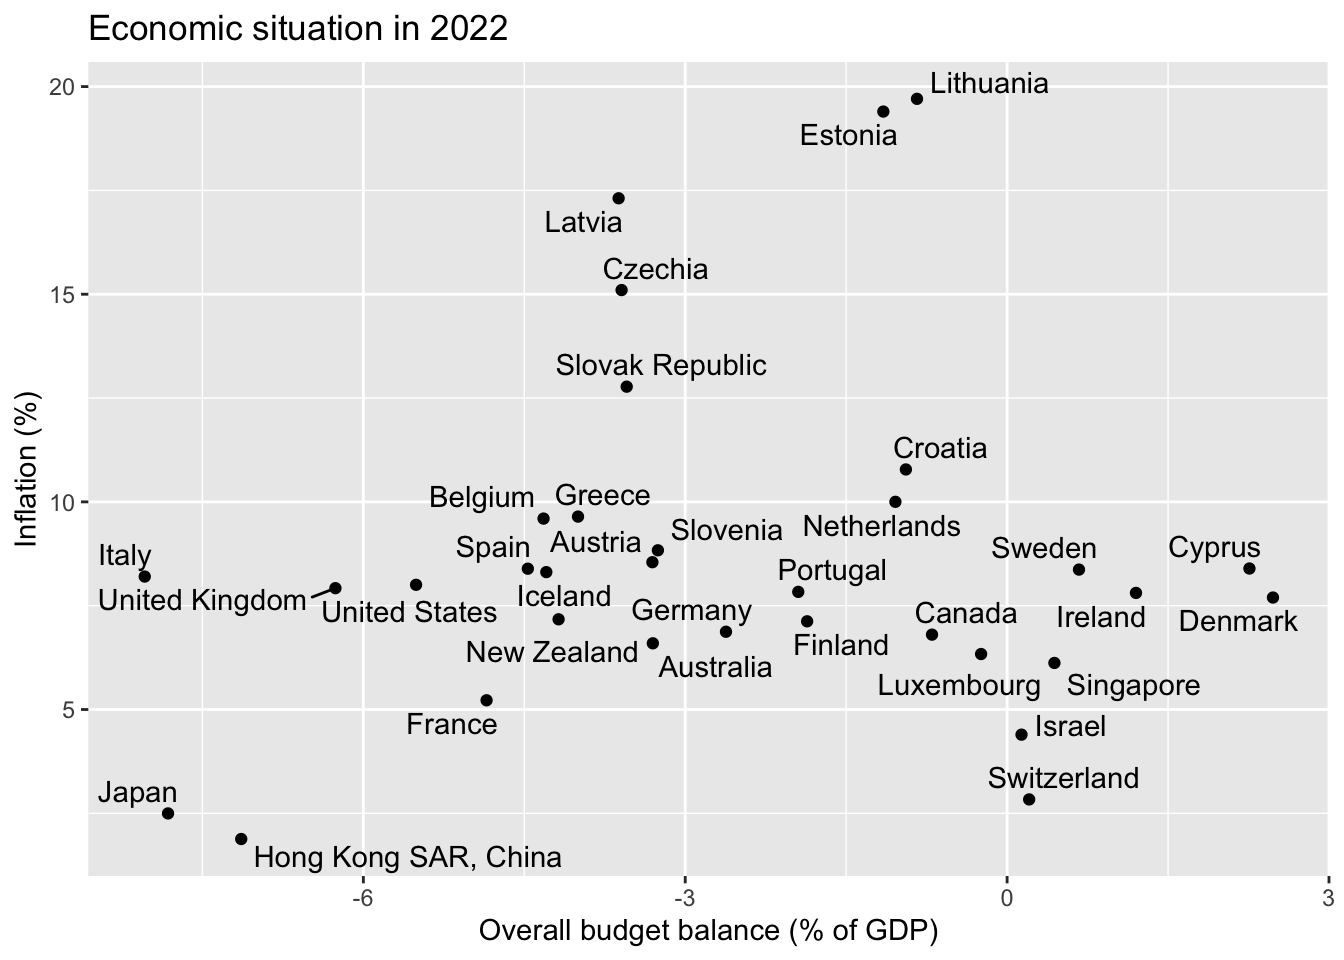 Economic situation in 2022
20
Lithuania
Estonia
Latvia
Czechia
15
Slovak Republic
Croatia
Belgium
Greece
10
Netherlands
Slovenia
Austria
Spain
Sweden
Cyprus
Italy
Portugal
United Kingdom
Iceland
United States
Germany
Canada
Ireland
Denmark
Finland
New Zealand
Australia
Luxembourg
Singapore
5
France
Israel
Switzerland
Japan
Hong Kong SAR, China
-6
-3
0
3
Overall budget balance (% of GDP)
Inflation (%)